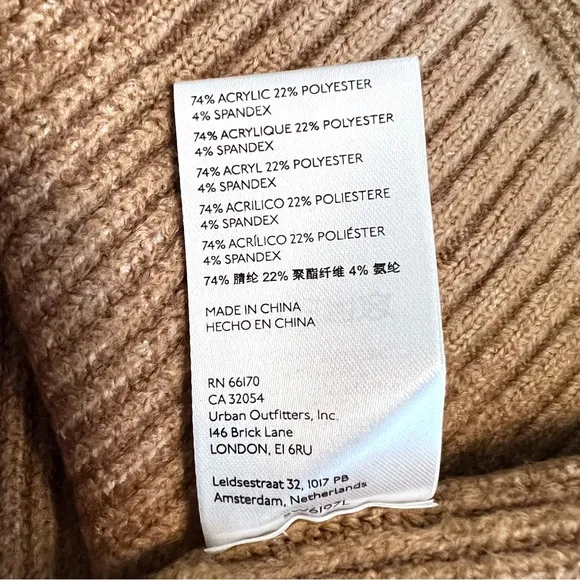 74% ACRYLIC 22% POLYESTER
4% SPANDEX
74% ACRYLIQUE 22% POLYESTER
4% SPANDEX
74% ACRYL 22% POLYESTER
4% SPANDEX
74% ACRILICO 22% POLIESTERE
4% SPANDEX
74% ACRÍLICO 22% POLIÉSTER
4% SPANDEX
74% 腈纶 22% 聚酯纤维 4% 氨纶
MADE IN CHINA
HECHO EN CHINA
RN 66170
CA 32054
Urban Outfitters, Inc.
146 Brick Lane
LONDON, E1 6RU
Leidsestraat 32, 1017 PB
Amsterdam, Netherlands